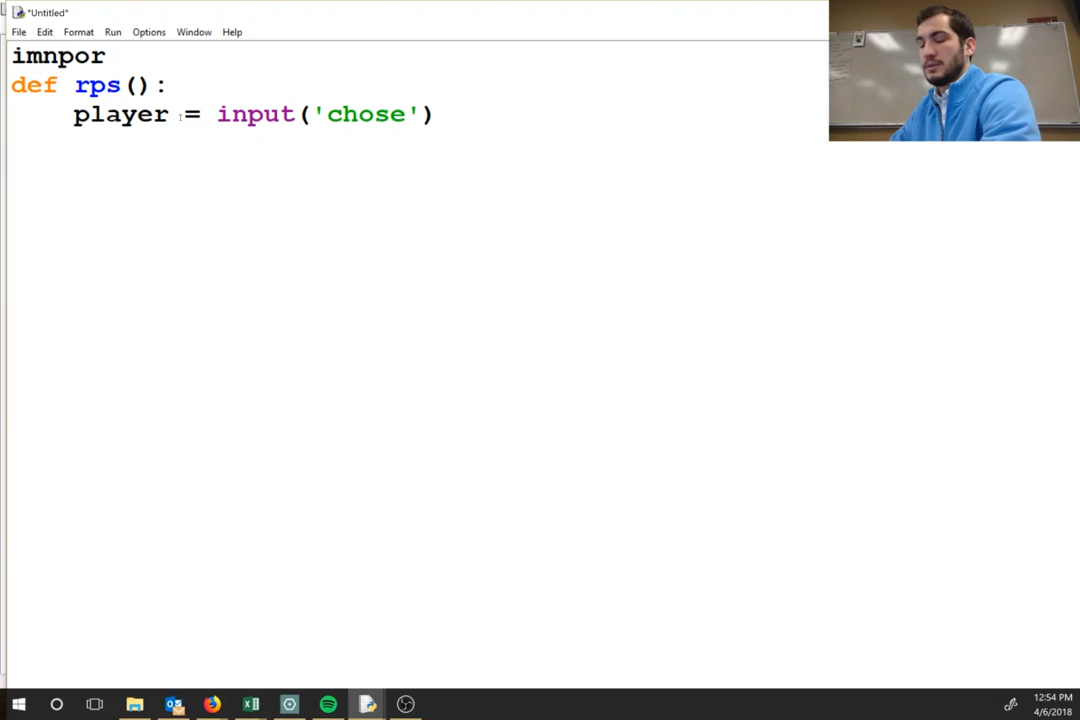 *Untitled*
File Edit Format Run Options Window Help
imnpor
def rps():
    player = input('chose')
12:54 PM
4/6/2018